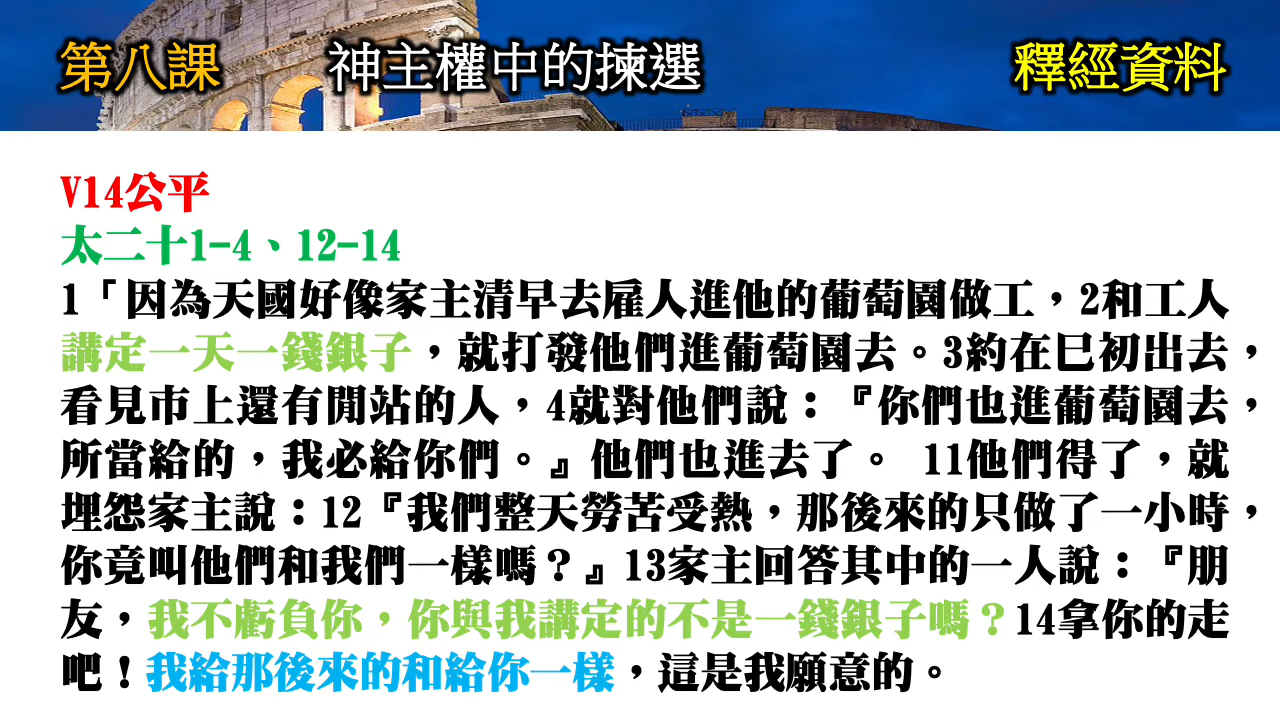 第八課 神主權中的揀選 釋經資料
V14公平
太二十1-4、12-14
1「因為天國好像家主清早去雇人進他的葡萄園做工，2和工人
講定一天一錢銀子，就打發他們進葡萄園去。3約在巳初出去，
看見市上還有閒站的人，4就對他們說：『你們也進葡萄園去，
所當給的，我必給你們。』他們也進去了。 11他們得了，就
埋怨家主說：12『我們整天勞苦受熱，那後來的只做了一小時，
你竟叫他們和我們一樣嗎？』13家主回答其中的一人說：『朋
友，我不虧負你，你與我講定的不是一錢銀子嗎？14拿你的走
吧！我給那後來的和給你一樣，這是我願意的。